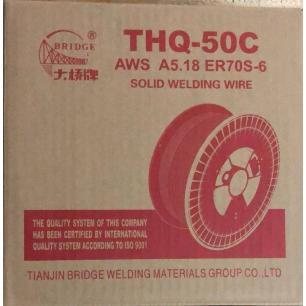 ®
BRIDGE
大桥牌
THQ-50C
AWS A5.18 ER70S-6
SOLID WELDING WIRE
THE QUALITY SYSTEM OF THIS COMPANY
HAS BEEN CERTIFIED BY INTERNATIONAL
QUALITY SYSTEM ACCORDING TO ISO 9001
TIANJIN BRIDGE WELDING MATERIALS GROUP CO.,LTD